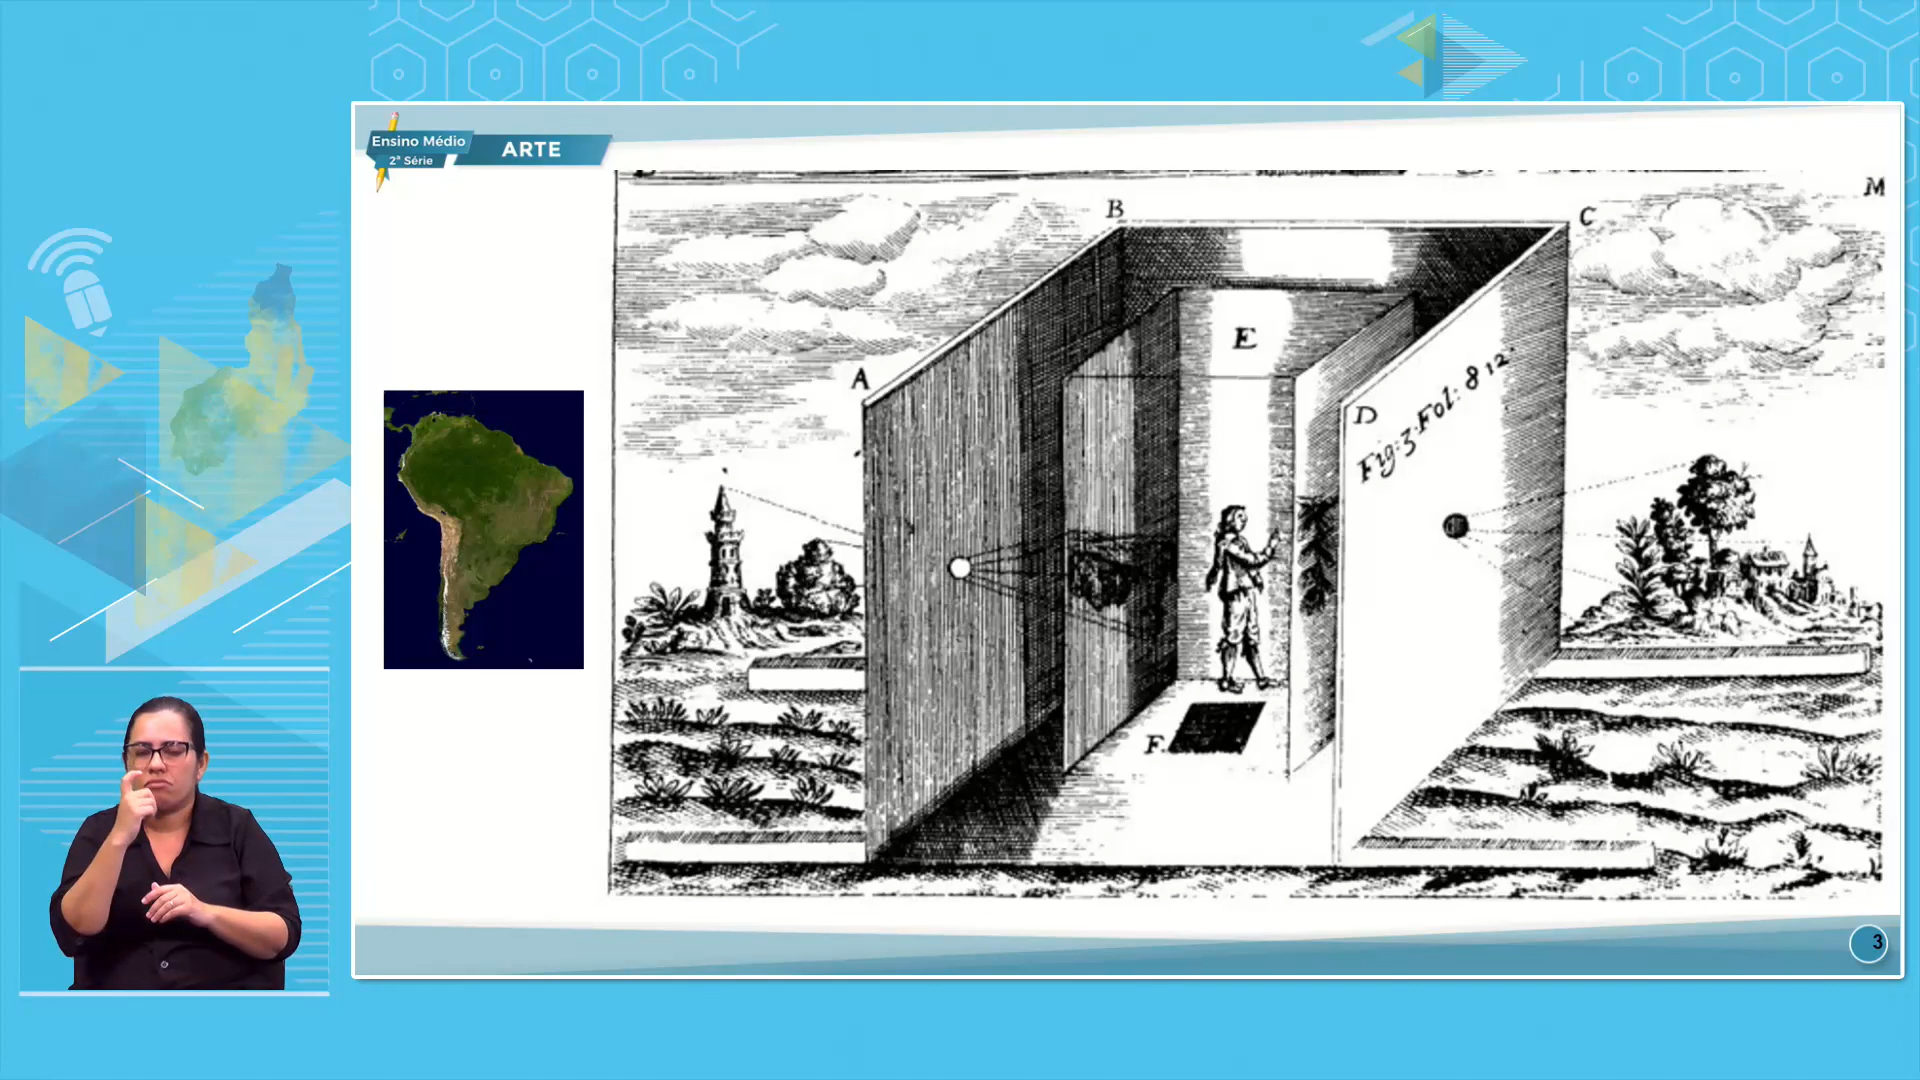 Ensino Médio
2ª Série
ARTE
B
C
M
A
E
D
Fig: 3. Fol: 812.
F.
3